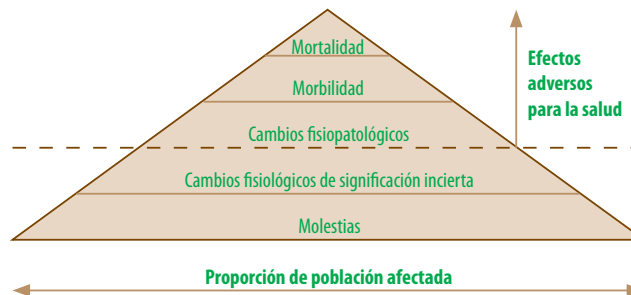 Mortalidad
Morbilidad
Cambios fisiopatológicos
Cambios fisiológicos de significación incierta
Molestias
Efectos
adversos
para la salud
Proporción de población afectada